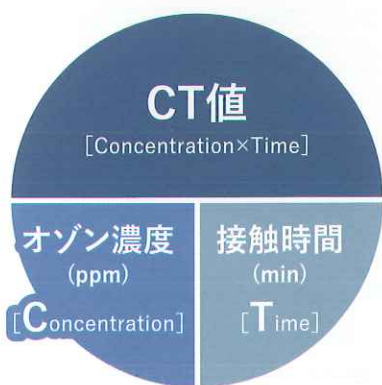 CT値
[Concentration×Time]
オゾン濃度
(ppm)
[Concentration]
接触時間
(min)
[Time]